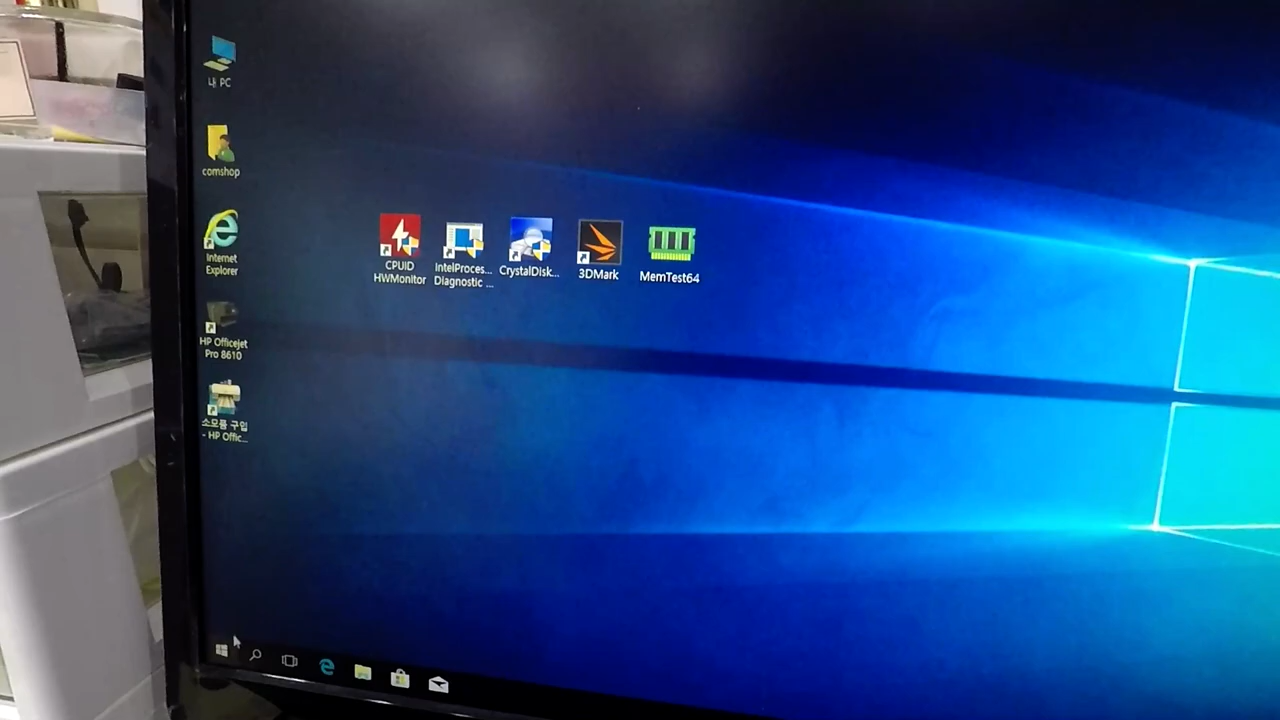 내 PC
comshop
Internet
Explorer
HP Officejet
Pro 8610
소모품 구입
- HP Offic...
CPUID
HWMonitor
IntelProces...
Diagnostic ...
CrystalDisk...
3DMark
MemTest64